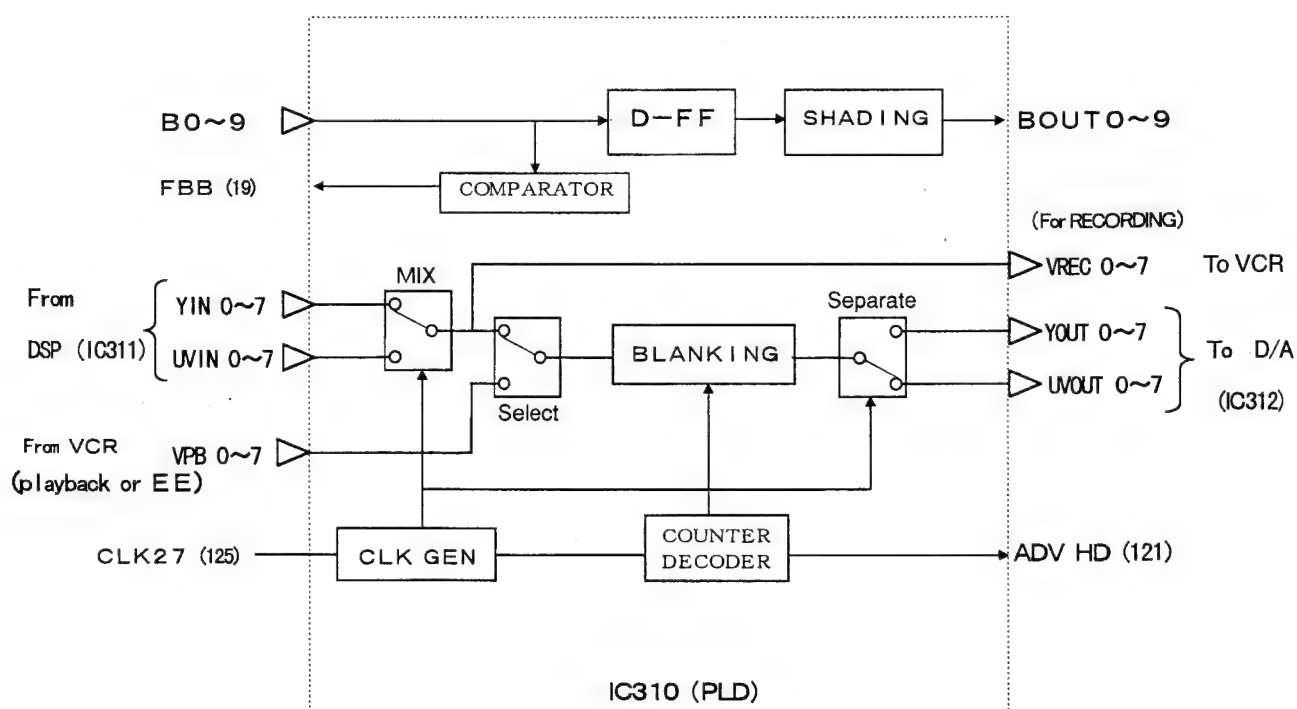 B0~9
D-FF
SHADING
BOUT0~9
FBB (19)
COMPARATOR
(For RECORDING)
MIX
VREC 0~7
To VCR
From
DSP (IC311)
YIN 0~7
UVIN 0~7
Separate
BLANKING
YOUT 0~7
UVOUT 0~7
To D/A
(IC312)
Select
From VCR
(playback or EE)
VPB 0~7
CLK27 (125)
CLK GEN
COUNTER
DECODER
ADV HD (121)
IC310 (PLD)